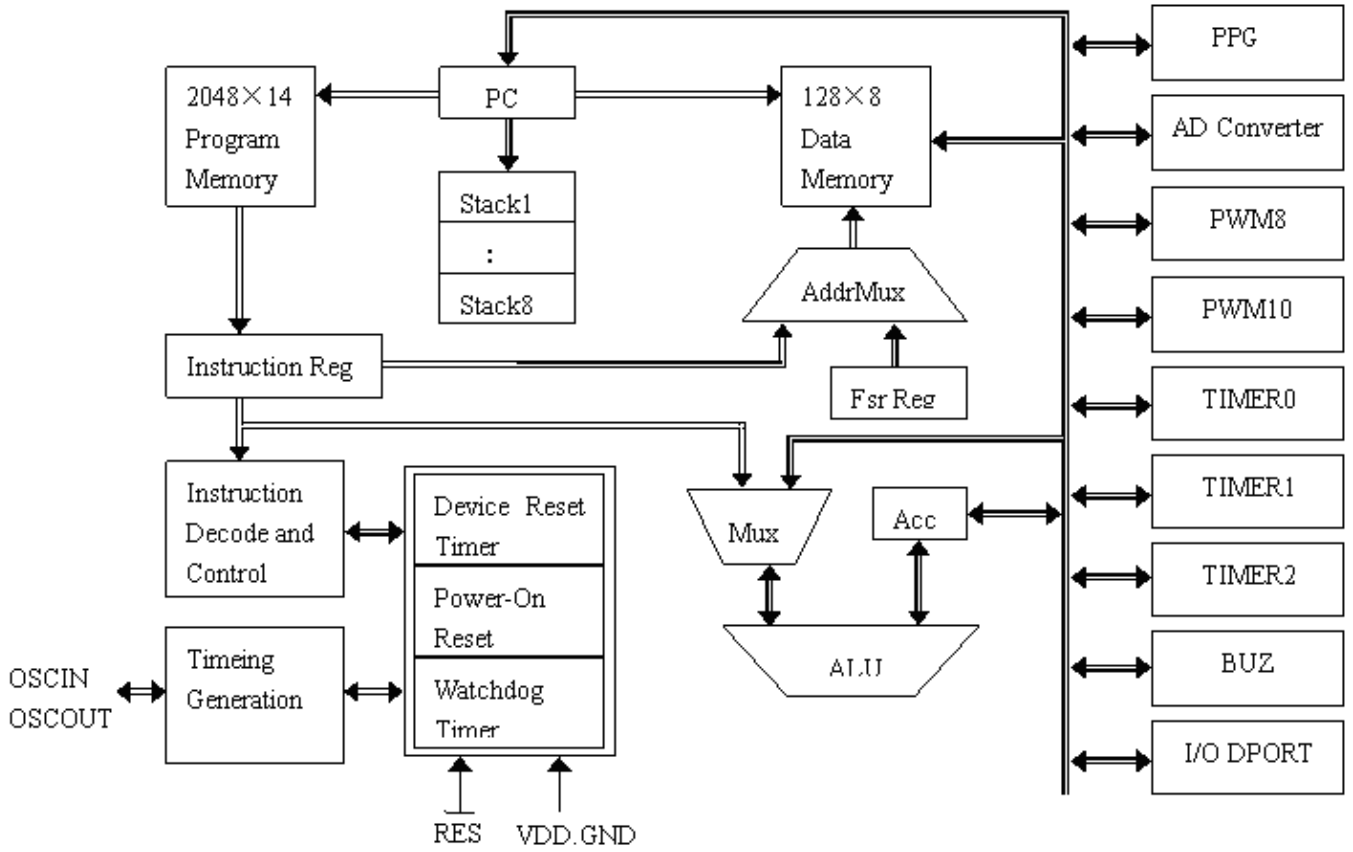 PPG
2048×14
Program
Memory
PC
128×8
Data
Memory
AD Converter
Stack1
:
Stack8
PWM8
AddrMux
PWM10
Instruction Reg
Fsr Reg
TIMER0
Instruction
Decode and
Control
Device Reset
Timer
Mux
Acc
TIMER1
Power-On
Reset
TIMER2
Timeing
Generation
OSCIN
OSCOUT
Watchdog
Timer
ALU
BUZ
I/O DPORT
RES
VDD.GND